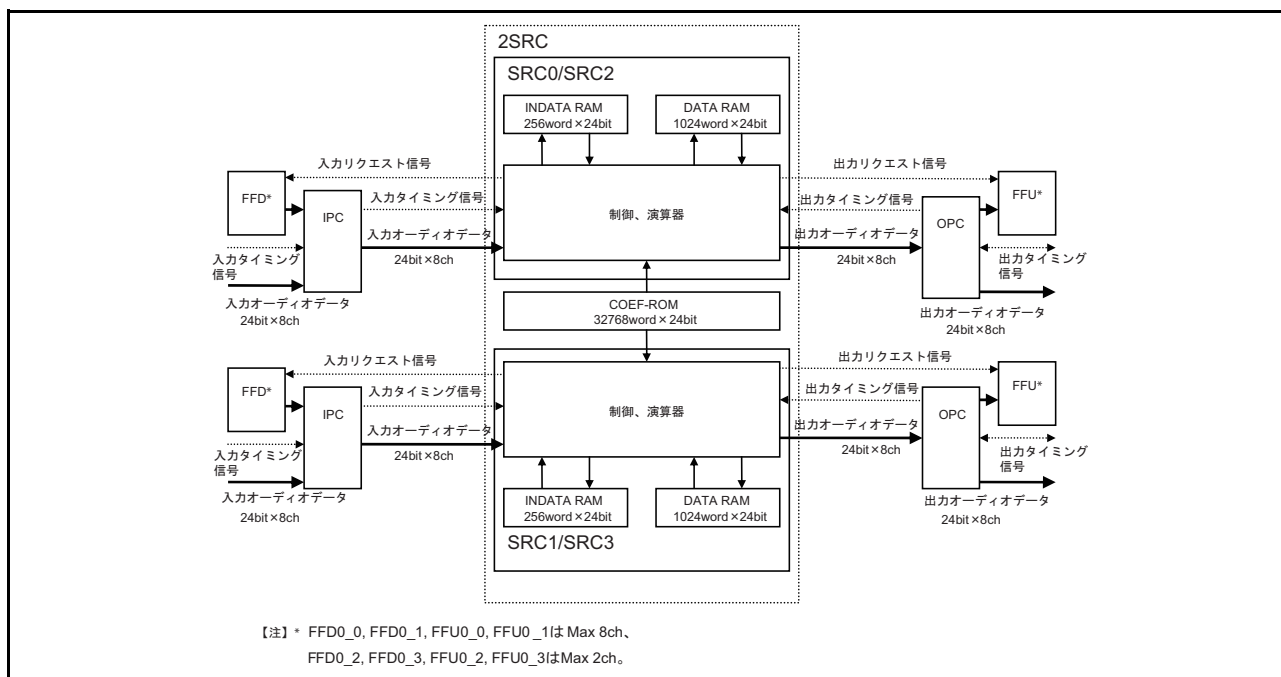 2SRC
SRC0/SRC2
INDATA RAM
256word×24bit
DATA RAM
1024word×24bit
入力リクエスト信号
出力リクエスト信号
FFD*
IPC
入力タイミング信号
制御、演算器
出力タイミング信号
OPC
FFU*
入力オーディオデータ
24bit×8ch
出力オーディオデータ
24bit×8ch
入力タイミング
信号
入力オーディオデータ
24bit×8ch
出力タイミング
信号
出力オーディオデータ
24bit×8ch
COEF-ROM
32768word×24bit
入力リクエスト信号
出力リクエスト信号
FFD*
IPC
入力タイミング信号
制御、演算器
出力タイミング信号
OPC
FFU*
入力オーディオデータ
24bit×8ch
出力オーディオデータ
24bit×8ch
入力タイミング
信号
入力オーディオデータ
24bit×8ch
出力タイミング
信号
出力オーディオデータ
24bit×8ch
INDATA RAM
256word×24bit
DATA RAM
1024word×24bit
SRC1/SRC3
【注】* FFD0_0, FFD0_1, FFU0_0, FFU0 _1は Max 8ch、
FFD0_2, FFD0_3, FFU0_2, FFU0_3はMax 2ch。